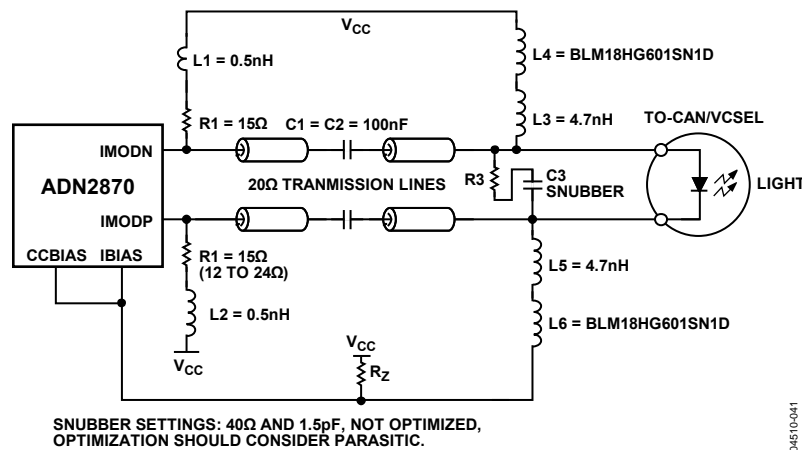 VCC
L1 = 0.5nH
L4 = BLM18HG601SN1D
R1 = 15Ω
C1 = C2 = 100nF
L3 = 4.7nH
TO-CAN/VCSEL
IMODN
ADN2870
20Ω TRANMISSION LINES
R3
C3
SNUBBER
LIGHT
IMODP
CCBIAS
IBIAS
R1 = 15Ω
(12 TO 24Ω)
L5 = 4.7nH
L2 = 0.5nH
L6 = BLM18HG601SN1D
VCC
VCC
RZ
SNUBBER SETTINGS: 40Ω AND 1.5pF, NOT OPTIMIZED,
OPTIMIZATION SHOULD CONSIDER PARASITIC.
04510-041